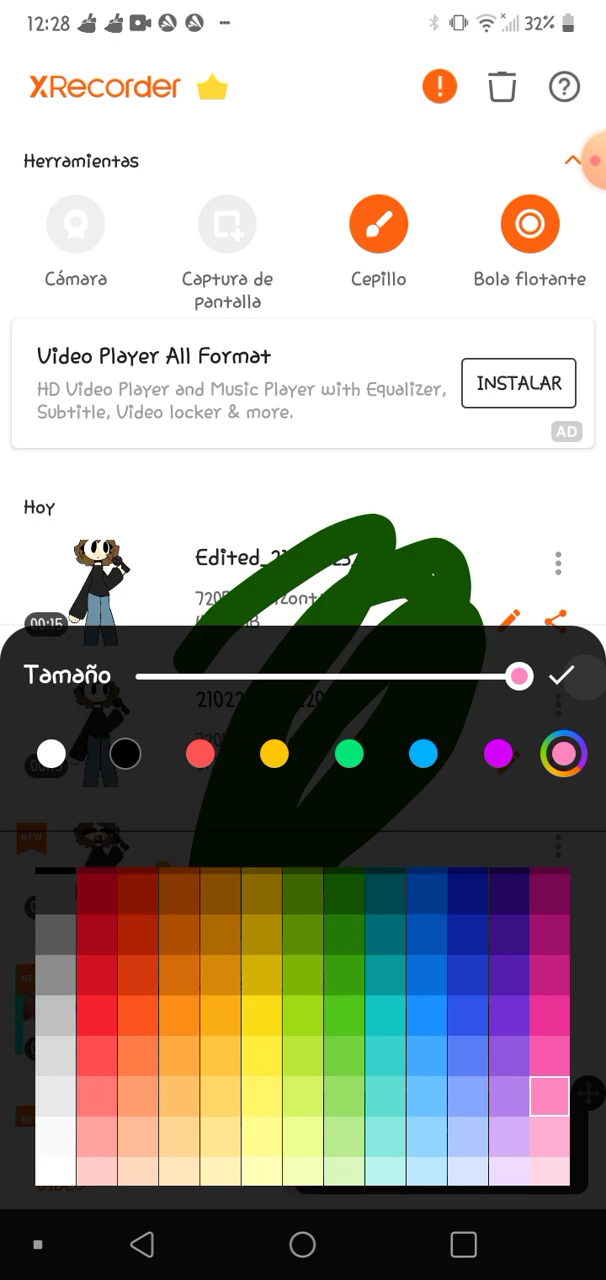 12:28
32%
XRecorder
Herramientas
Cámara
Captura de
pantalla
Cepillo
Bola flotante
Video Player All Format
HD Video Player and Music Player with Equalizer,
Subtitle, Video locker & more.
INSTALAR
AD
Hoy
00:15
Tamaño
NEW